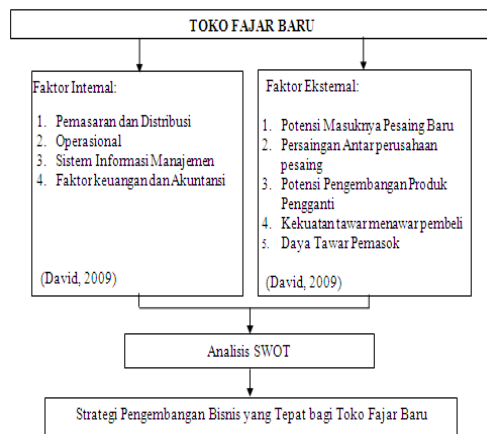 TOKO FAJAR BARU
Faktor Internal:
1. Pemasaran dan Distribusi
2. Operasional
3. Sistem Informasi Manajemen
4. Faktor keuangan dan Akuntansi
(David, 2009)
Faktor Eksternal:
1. Potensi Masuknya Pesaing Baru
2. Persaingan Antar perusahaan
pesaing
3. Potensi Pengembangan Produk
Pengganti
4. Kekuatan tawar menawar pembeli
5. Daya Tawar Pemasok
(David, 2009)
Analisis SWOT
Strategi Pengembangan Bisnis yang Tepat bagi Toko Fajar Baru